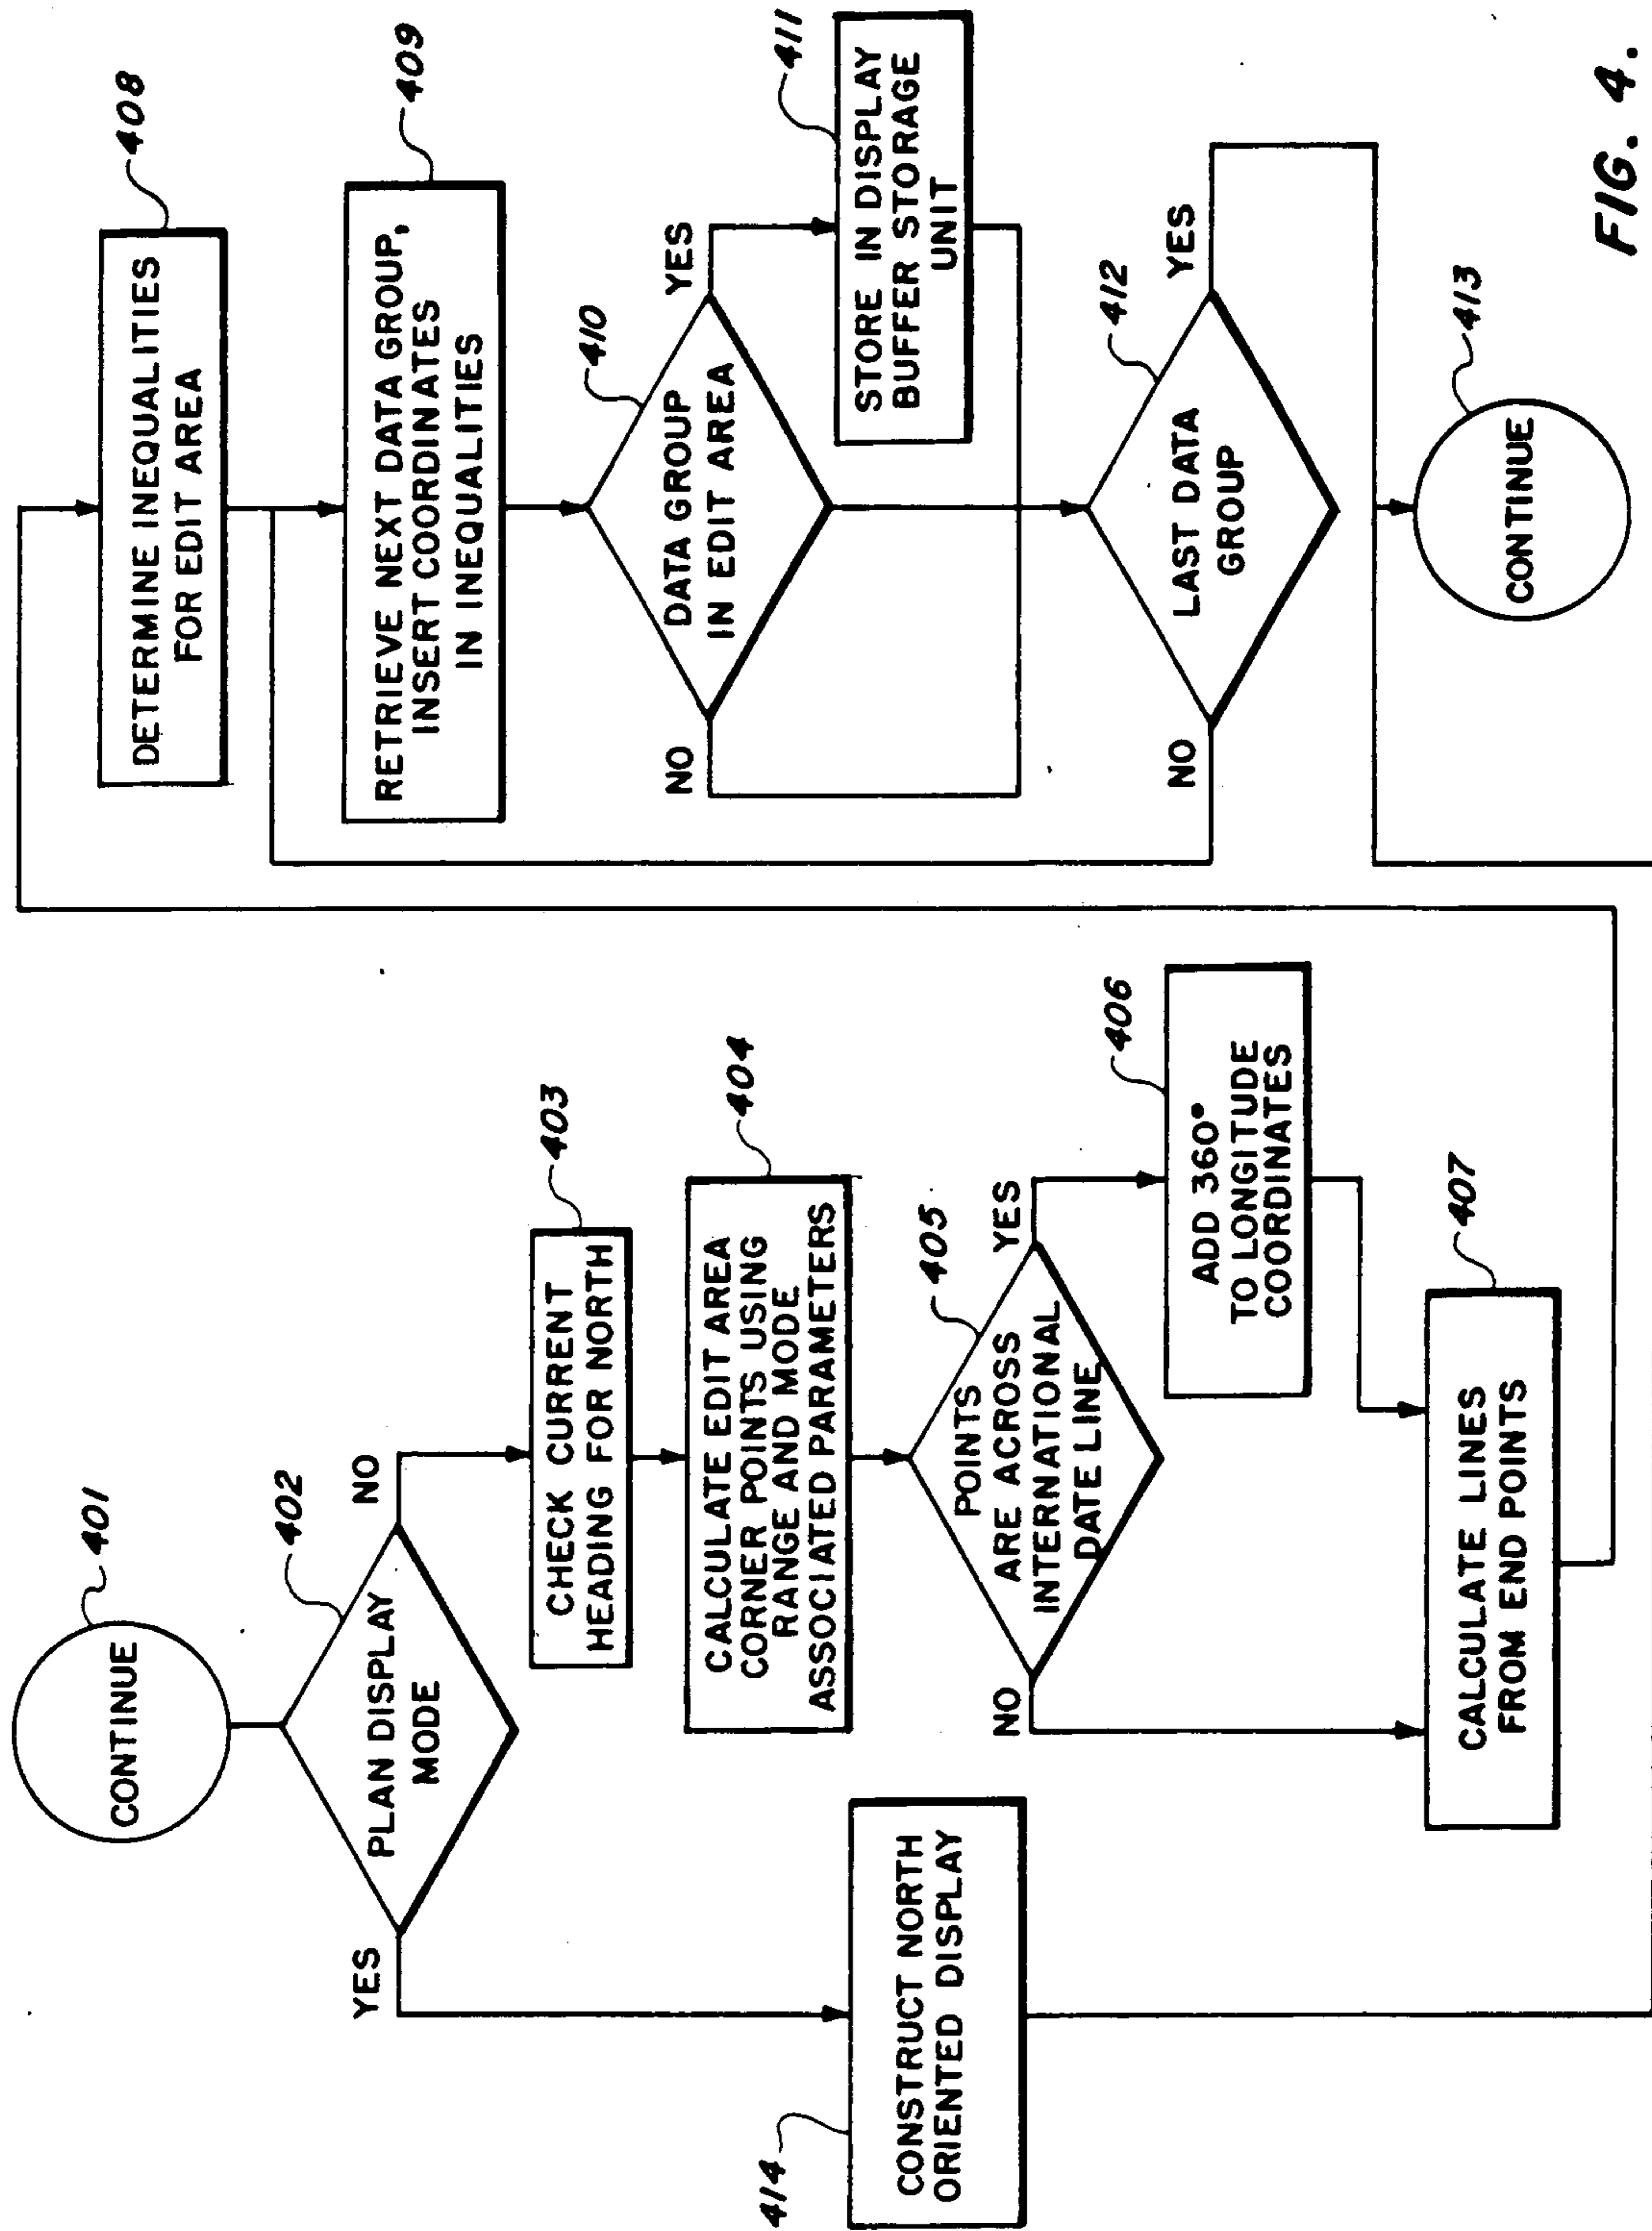 401
CONTINUE
402
PLAN DISPLAY
MODE
YES
NO
403
CHECK CURRENT
HEADING FOR NORTH
404
CALCULATE EDIT AREA
CORNER POINTS USING
RANGE AND MODE
ASSOCIATED PARAMETERS
405
POINTS
ARE ACROSS
INTERNATIONAL
DATE LINE
NO
YES
406
ADD 360°
TO LONGITUDE
COORDINATES
407
CALCULATE LINES
FROM END POINTS
414
CONSTRUCT NORTH
ORIENTED DISPLAY
408
DETERMINE INEQUALITIES
FOR EDIT AREA
409
RETRIEVE NEXT DATA GROUP,
INSERT COORDINATES
IN INEQUALITIES
410
DATA GROUP
IN EDIT AREA
NO
YES
411
STORE IN DISPLAY
BUFFER STORAGE
UNIT
412
LAST DATA
GROUP
NO
YES
413
CONTINUE
FIG. 4.